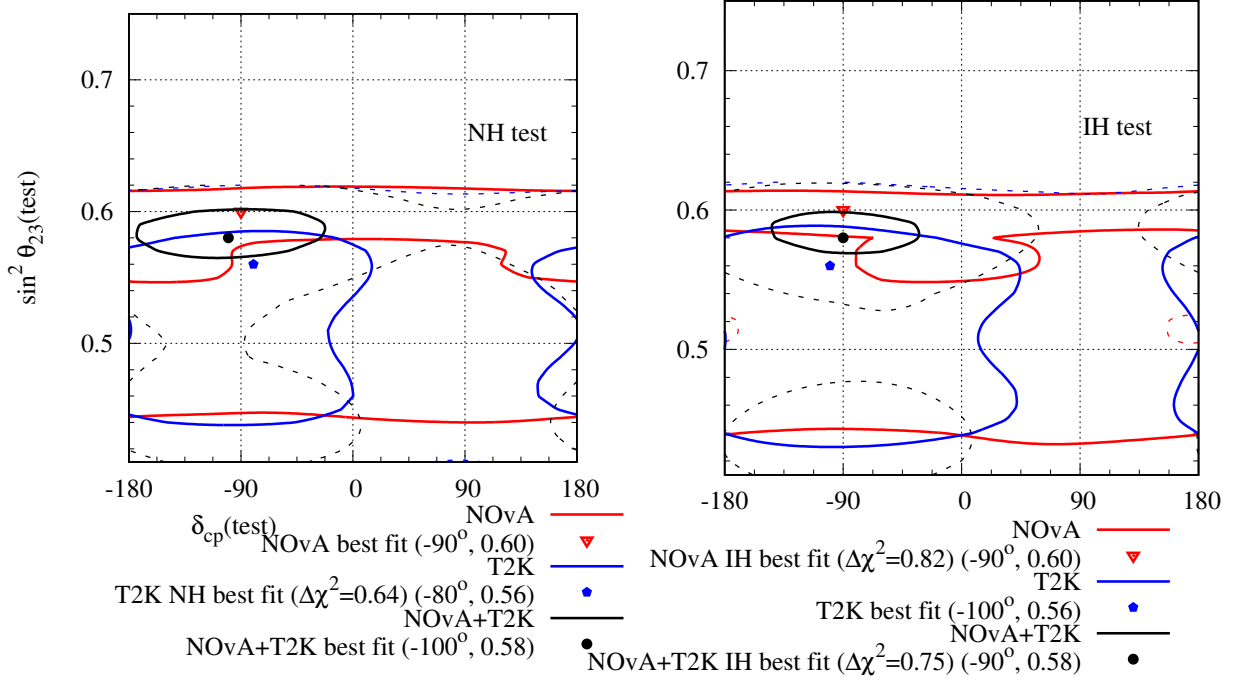 sin² θ23(test)
0.7
0.6
0.5
NH test
-180 -90 0 90 180
δcp(test)
NOvA
NOvA best fit (-90°, 0.60)
T2K
T2K NH best fit (Δχ²=0.64) (-80°, 0.56)
NOvA+T2K
NOvA+T2K best fit (-100°, 0.58)
0.7
0.6
0.5
IH test
-180 -90 0 90 180
NOvA
NOvA IH best fit (Δχ²=0.82) (-90°, 0.60)
T2K
T2K best fit (-100°, 0.56)
NOvA+T2K
NOvA+T2K IH best fit (Δχ²=0.75) (-90°, 0.58)